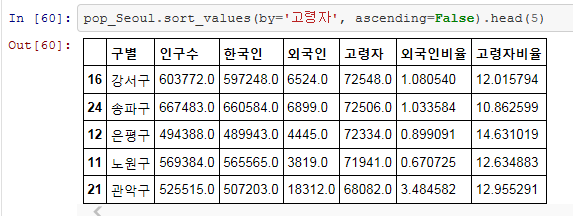 In [60]: pop_Seoul.sort_values(by='고령자', ascending=False).head(5)
Out[60]:
구별 인구수 한국인 외국인 고령자 외국인비율 고령자비율
16 강서구 603772.0 597248.0 6524.0 72548.0 1.080540 12.015794
24 송파구 667483.0 660584.0 6899.0 72506.0 1.033584 10.862599
12 은평구 494388.0 489943.0 4445.0 72334.0 0.899091 14.631019
11 노원구 569384.0 565565.0 3819.0 71941.0 0.670725 12.634883
21 관악구 525515.0 507203.0 18312.0 68082.0 3.484582 12.955291